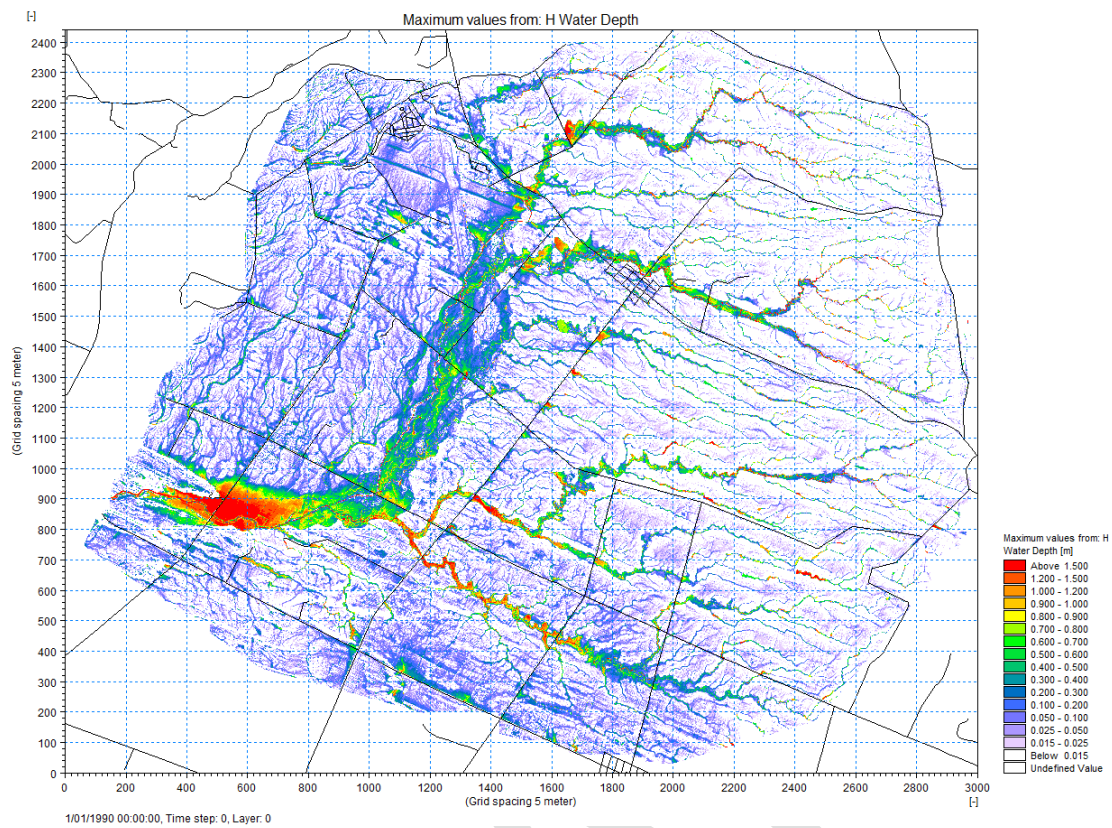 Maximum values from: H Water Depth
[-]
2400
2300
2200
2100
2000
1900
1800
1700
1600
1500
1400
1300
1200
1100
1000
900
800
700
600
500
400
300
200
100
0
(Grid spacing 5 meter)
0 200 400 600 800 1000 1200 1400 1600 1800 2000 2200 2400 2600 2800 3000
(Grid spacing 5 meter)
[-]
1/01/1990 00:00:00, Time step: 0, Layer: 0
Maximum values from: H
Water Depth [m]
Above 1.500
1.200 - 1.500
1.000 - 1.200
0.900 - 1.000
0.800 - 0.900
0.700 - 0.800
0.600 - 0.700
0.500 - 0.600
0.400 - 0.500
0.300 - 0.400
0.200 - 0.300
0.100 - 0.200
0.050 - 0.100
0.025 - 0.050
0.015 - 0.025
Below 0.015
Undefined Value